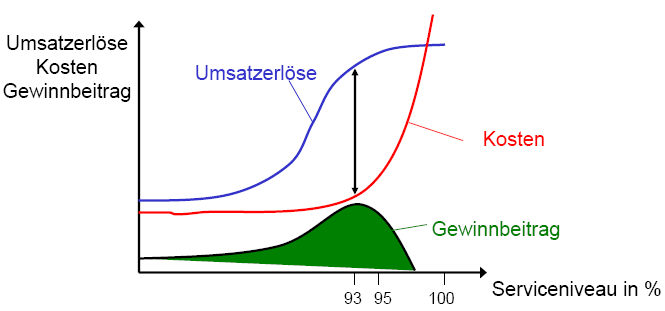 Umsatzerlöse
Kosten
Gewinnbeitrag
Umsatzerlöse
Kosten
Gewinnbeitrag
93 95 100
Serviceniveau in %